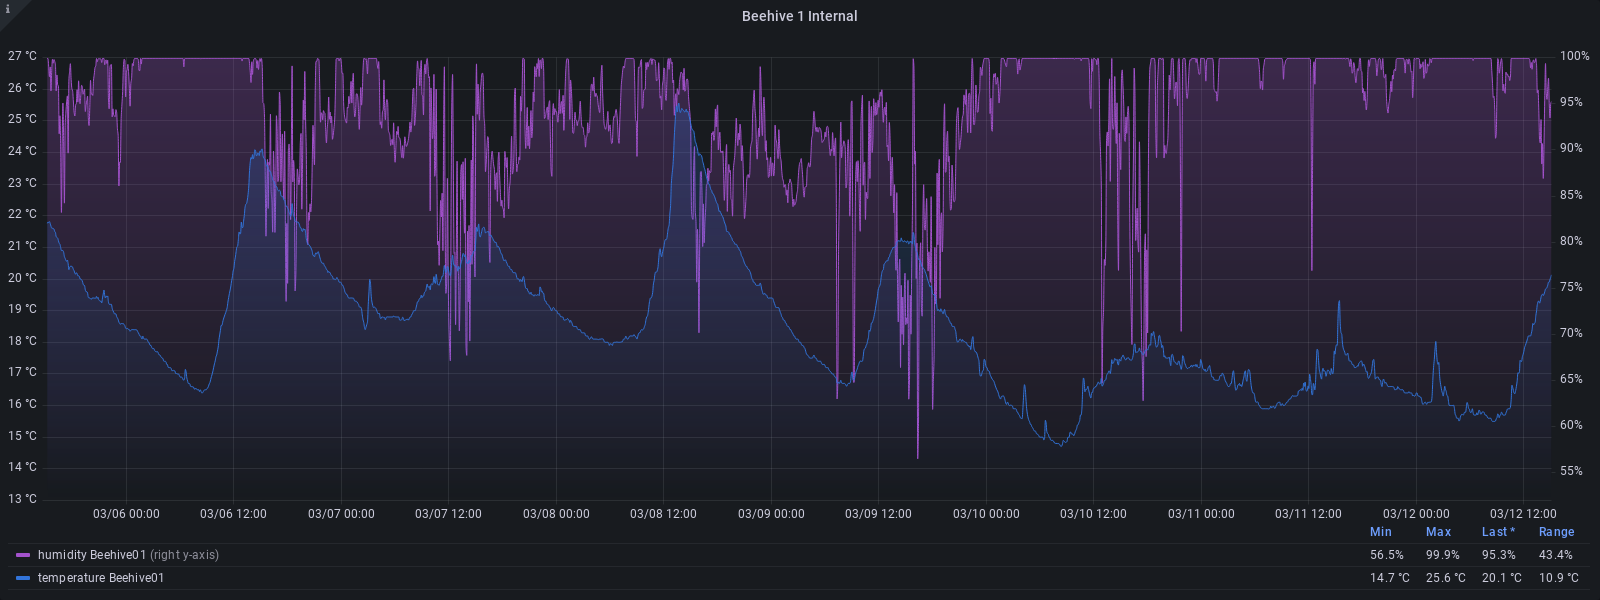 i
Beehive 1 Internal
27 °C 100%
26 °C 95%
25 °C 90%
24 °C 85%
23 °C 80%
22 °C 75%
21 °C 70%
20 °C 65%
19 °C 60%
18 °C 55%
17 °C
16 °C
15 °C
14 °C
13 °C
03/06 00:00 03/06 12:00 03/07 00:00 03/07 12:00 03/08 00:00 03/08 12:00 03/09 00:00 03/09 12:00 03/10 00:00 03/10 12:00 03/11 00:00 03/11 12:00 03/12 00:00 03/12 12:00
Min Max Last * Range
humidity Beehive01 (right y-axis) 56.5% 99.9% 95.3% 43.4%
temperature Beehive01 14.7 °C 25.6 °C 20.1 °C 10.9 °C